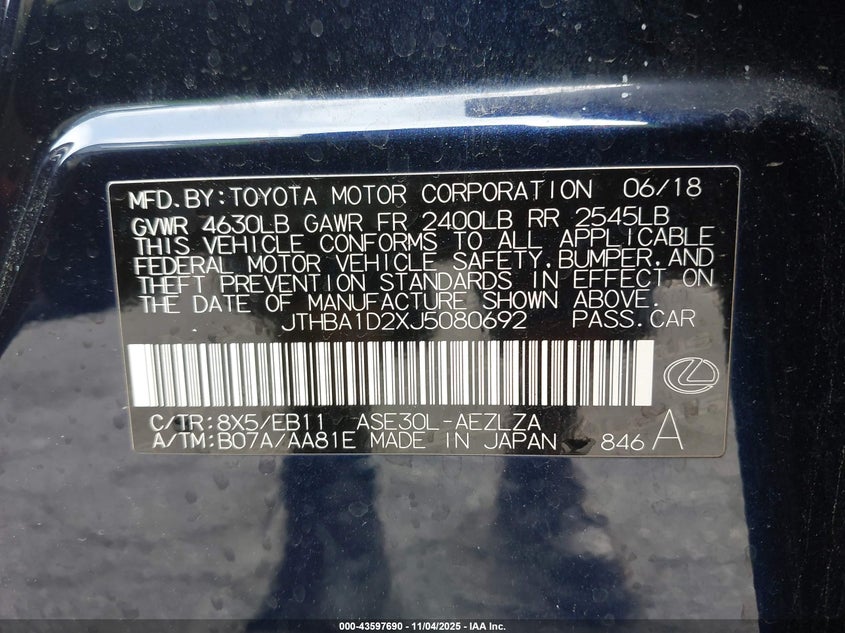 MFD.BY:TOYOTA MOTOR CORPORATION 06/18
GVWR 4630LB GAWR FR 2400LB RR 2545LB
THIS VEHICLE CONFORMS TO ALL APPLICABLE
FEDERAL MOTOR VEHICLE SAFETY,BUMPER,AND
THEFT PREVENTION STANDARDS IN EFFECT ON
THE DATE OF MANUFACTURE SHOWN ABOVE.
JTHBA1D2XJ5080692 PASS.CAR
C/TR:8X5/EB11 ASE30L-AEZLZA
A/TM:B07A/AA81E MADE IN JAPAN 846 A
000-43597690 - 11/04/2025 - IAA Inc.